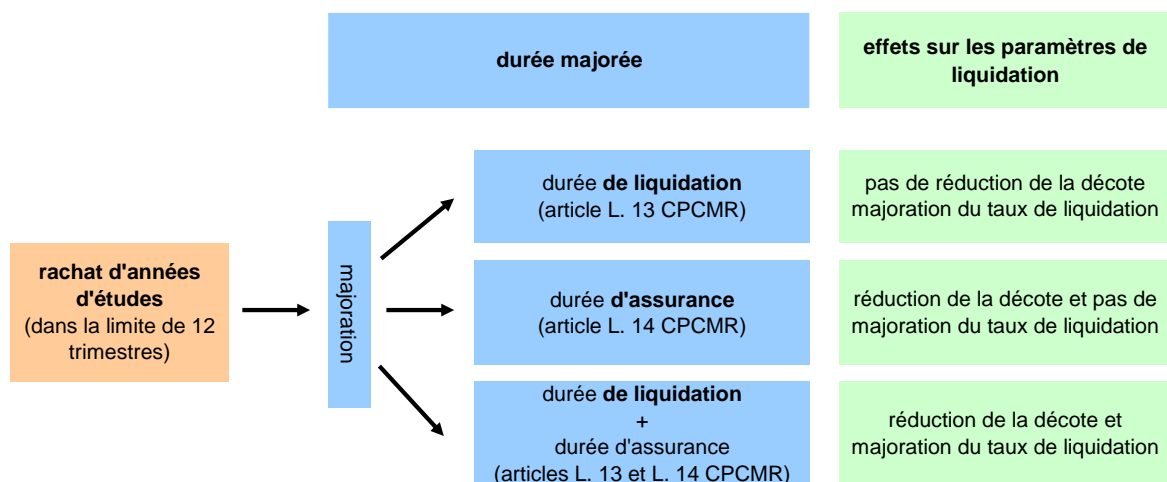 durée majorée
effets sur les paramètres de
liquidation
rachat d'années
d'études
(dans la limite de 12
trimestres)
majoration
durée de liquidation
(article L. 13 CPCMR)
pas de réduction de la décote
majoration du taux de liquidation
durée d'assurance
(article L. 14 CPCMR)
réduction de la décote et pas de
majoration du taux de liquidation
durée de liquidation
+
durée d'assurance
(articles L. 13 et L. 14 CPCMR)
réduction de la décote et
majoration du taux de liquidation